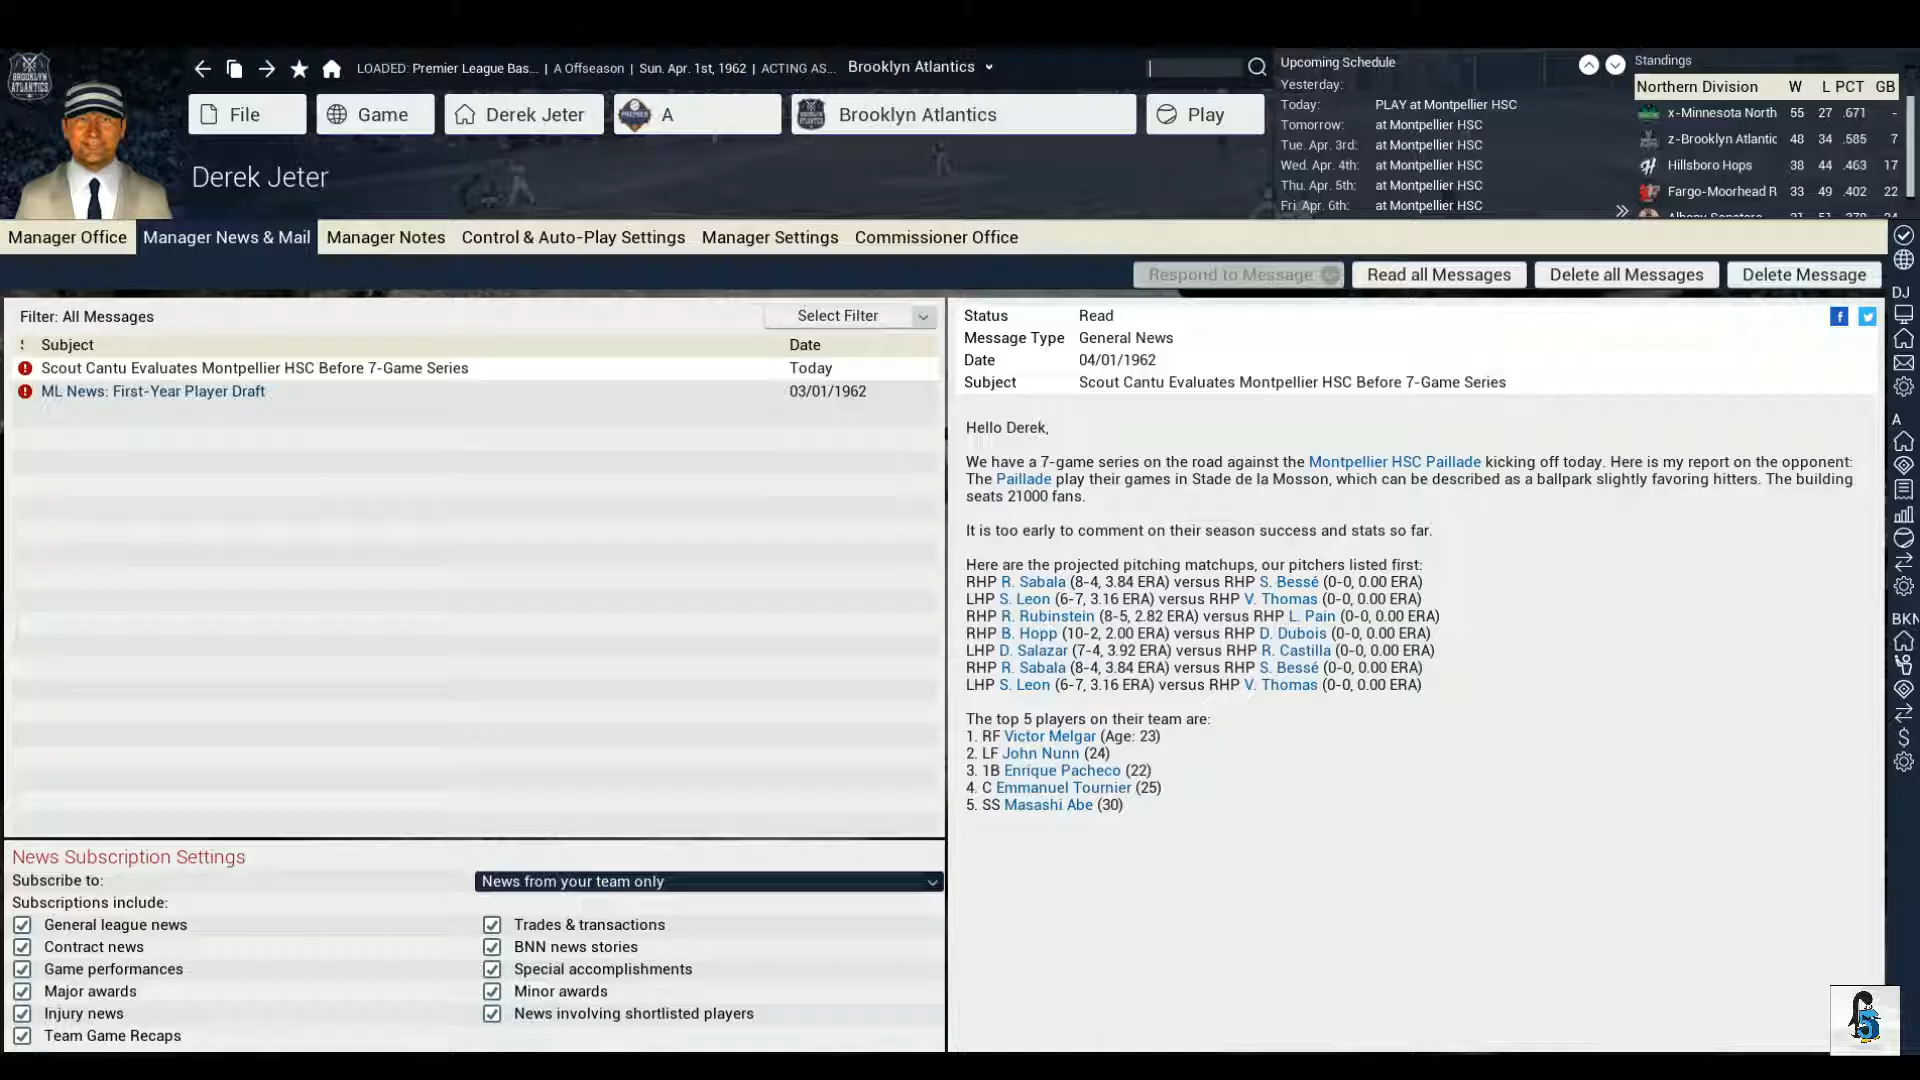 BROOKLYN
ATLANTICS
LOADED: Premier League Bas... | A Offseason | Sun. Apr. 1st, 1962 | ACTING AS...
Brooklyn Atlantics
File
Game
Derek Jeter
A
Brooklyn Atlantics
Play
Derek Jeter
Upcoming Schedule
Yesterday:
Today: PLAY at Montpellier HSC
Tomorrow: at Montpellier HSC
Tue. Apr. 3rd: at Montpellier HSC
Wed. Apr. 4th: at Montpellier HSC
Thu. Apr. 5th: at Montpellier HSC
Fri. Apr. 6th: at Montpellier HSC
Standings
Northern Division W L PCT GB
x-Minnesota North 55 27 .671 -
z-Brooklyn Atlantic 48 34 .585 7
Hillsboro Hops 38 44 .463 17
Fargo-Moorhead R 33 49 .402 22
Manager Office
Manager News & Mail
Manager Notes
Control & Auto-Play Settings
Manager Settings
Commissioner Office
Respond to Message
Read all Messages
Delete all Messages
Delete Message
Filter: All Messages
Select Filter
Subject Date
Scout Cantu Evaluates Montpellier HSC Before 7-Game Series Today
ML News: First-Year Player Draft 03/01/1962
Status Read
Message Type General News
Date 04/01/1962
Subject Scout Cantu Evaluates Montpellier HSC Before 7-Game Series
Hello Derek,
We have a 7-game series on the road against the Montpellier HSC Paillade kicking off today. Here is my report on the opponent:
The Paillade play their games in Stade de la Mosson, which can be described as a ballpark slightly favoring hitters. The building
seats 21000 fans.
It is too early to comment on their season success and stats so far.
Here are the projected pitching matchups, our pitchers listed first:
RHP R. Sabala (8-4, 3.84 ERA) versus RHP S. Bessé (0-0, 0.00 ERA)
LHP S. Leon (6-7, 3.16 ERA) versus RHP V. Thomas (0-0, 0.00 ERA)
RHP R. Rubinstein (8-5, 2.82 ERA) versus RHP L. Pain (0-0, 0.00 ERA)
RHP B. Hopp (10-2, 2.00 ERA) versus RHP D. Dubois (0-0, 0.00 ERA)
LHP D. Salazar (7-4, 3.92 ERA) versus RHP R. Castilla (0-0, 0.00 ERA)
RHP R. Sabala (8-4, 3.84 ERA) versus RHP S. Bessé (0-0, 0.00 ERA)
LHP S. Leon (6-7, 3.16 ERA) versus RHP V. Thomas (0-0, 0.00 ERA)
The top 5 players on their team are:
1. RF Victor Melgar (Age: 23)
2. LF John Nunn (24)
3. 1B Enrique Pacheco (22)
4. C Emmanuel Tournier (25)
5. SS Masashi Abe (30)
News Subscription Settings
Subscribe to: News from your team only
Subscriptions include:
General league news Trades & transactions
Contract news BNN news stories
Game performances Special accomplishments
Major awards Minor awards
Injury news News involving shortlisted players
Team Game Recaps
DJ
A
BKN
5